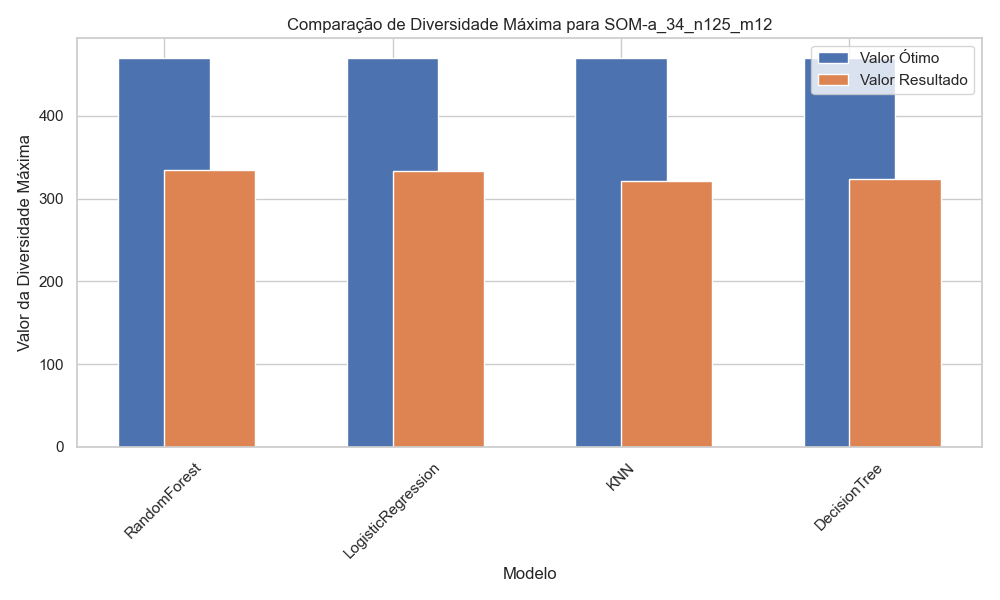 Comparação de Diversidade Máxima para SOM-a_34_n125_m12
Valor Ótimo
Valor Resultado
Valor da Diversidade Máxima
400
300
200
100
0
RandomForest
LogisticRegression
KNN
DecisionTree
Modelo